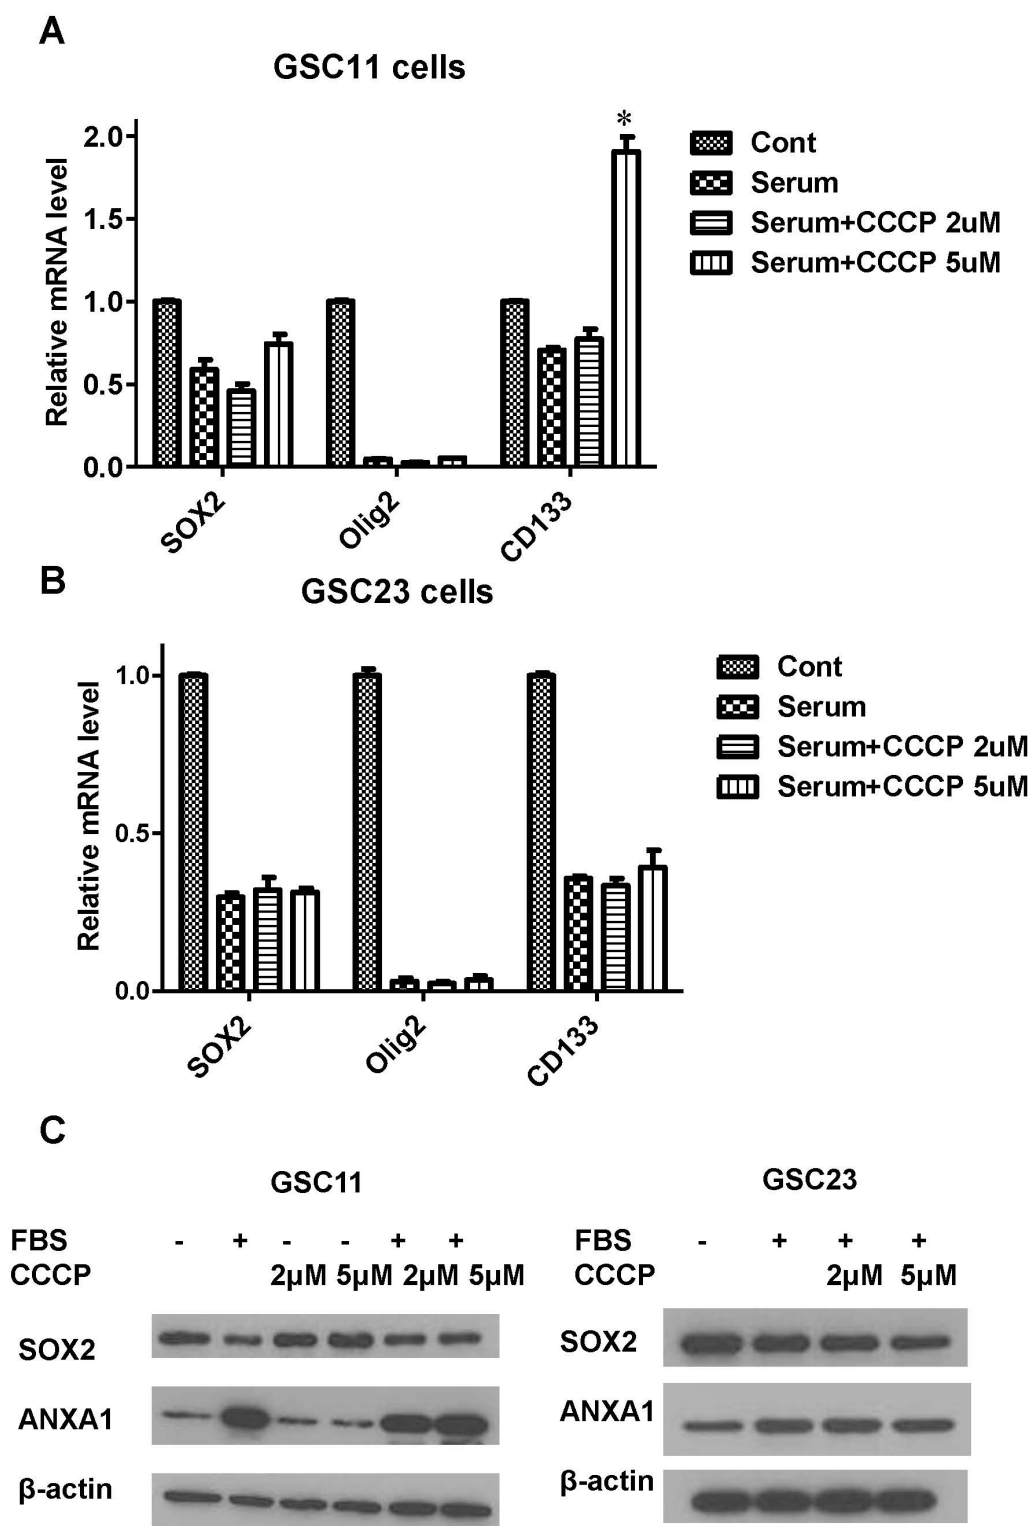 A
GSC11 cells
Relative mRNA level
2.0
1.5
1.0
0.5
0.0
*
Cont
Serum
Serum+CCCP 2uM
Serum+CCCP 5uM
SOX2
Olig2
CD133
B
GSC23 cells
Relative mRNA level
1.0
0.5
0.0
Cont
Serum
Serum+CCCP 2uM
Serum+CCCP 5uM
SOX2
Olig2
CD133
C
GSC11
FBS - + - - + +
CCCP 2µM 5µM 2µM 5µM
SOX2
ANXA1
β-actin
GSC23
FBS - + + +
CCCP 2µM 5µM
SOX2
ANXA1
β-actin